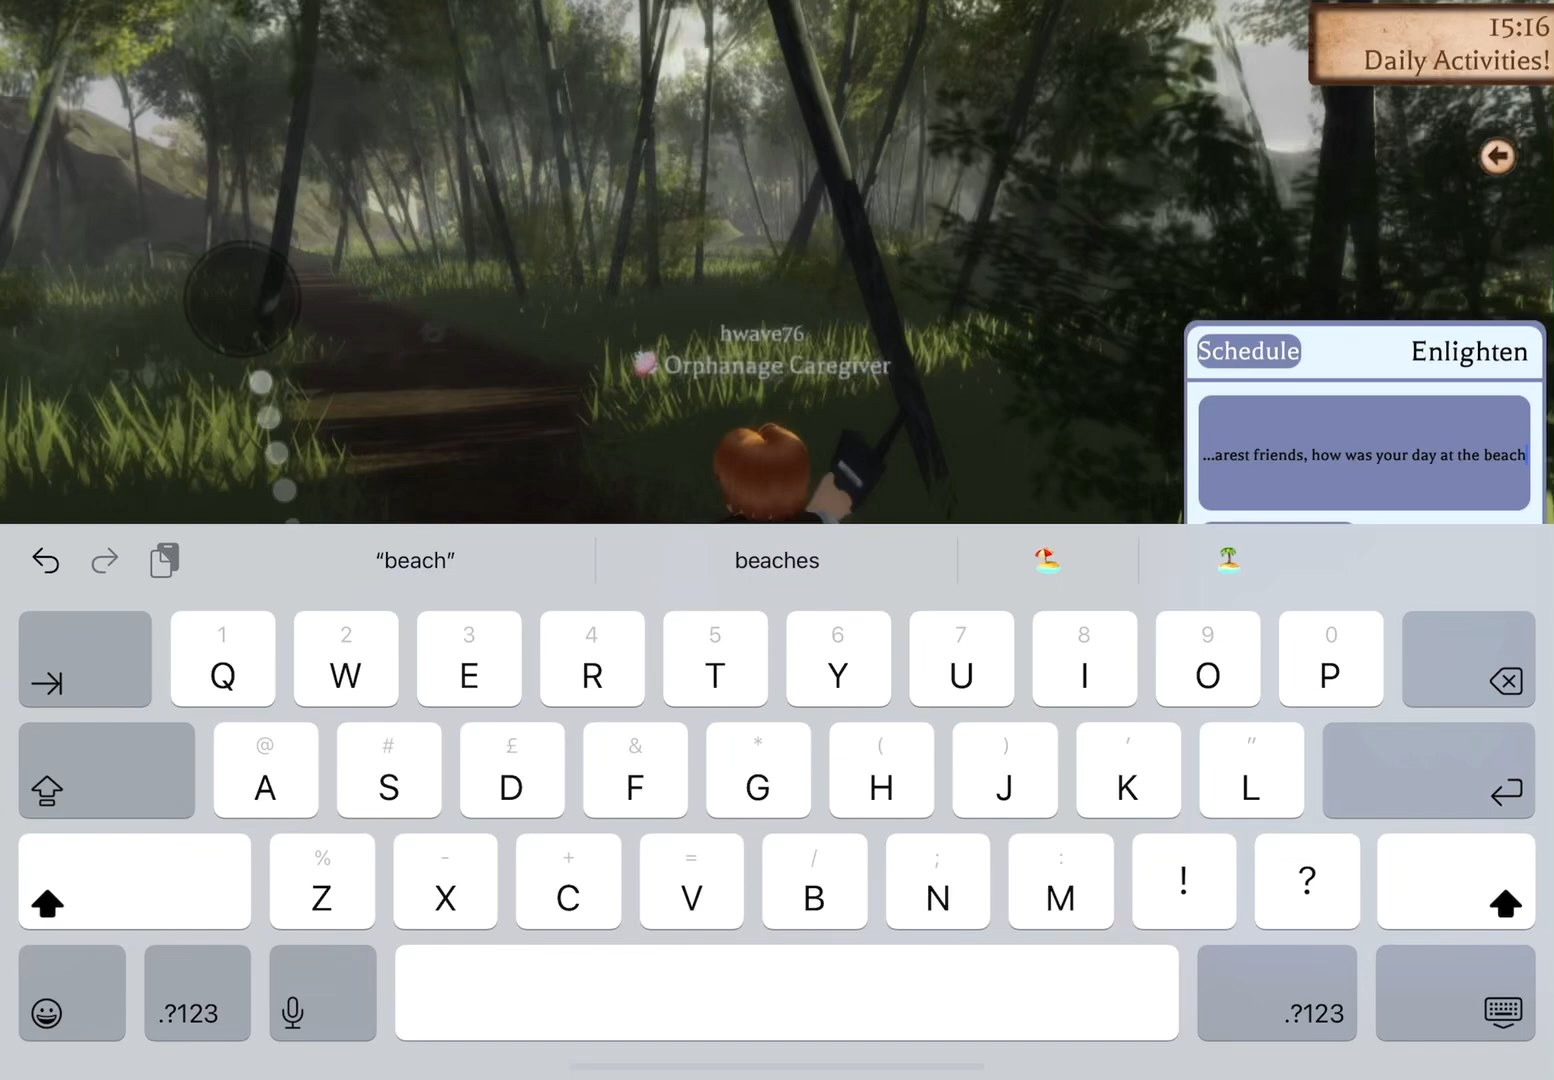 15:16
Daily Activities!
hwave76
Orphanage Caregiver
Schedule Enlighten
...arest friends, how was your day at the beach
“beach” beaches
1 2 3 4 5 6 7 8 9 0
Q W E R T Y U I O P
@ # £ & * ( ) ' "
A S D F G H J K L
% - + = / ; :
Z X C V B N M ! ?
.?123 .?123